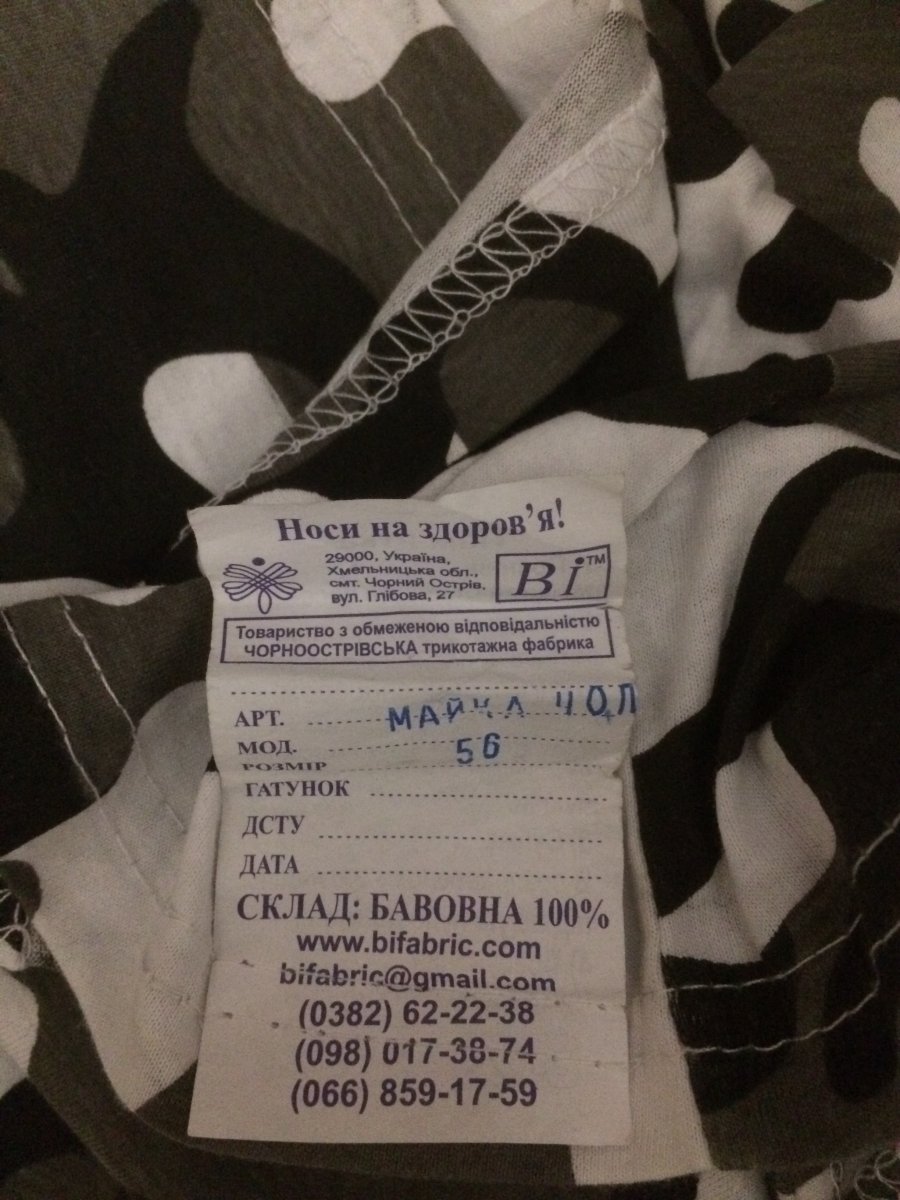 Носи на здоров’я!
29000, Україна,
Хмельницька обл.,
смт. Чорний Острів,
вул. Глібова, 27
Ві™
Товариство з обмеженою відповідальністю
ЧОРНООСТРІВСЬКА трикотажна фабрика
АРТ. МАЙКА ЧОЛ
МОД. 56
РОЗМІР
ГАТУНОК
ДСТУ
ДАТА
СКЛАД: БАВОВНА 100%
www.bifabric.com
bifabric@gmail.com
(0382) 62-22-38
(098) 017-38-74
(066) 859-17-59